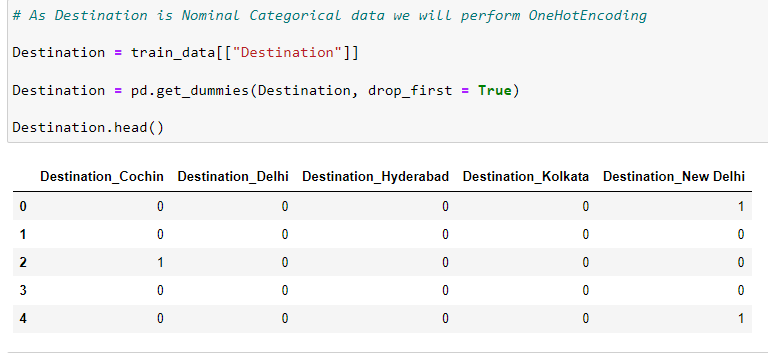 # As Destination is Nominal Categorical data we will perform OneHotEncoding
Destination = train_data[["Destination"]]
Destination = pd.get_dummies(Destination, drop_first = True)
Destination.head()
Destination_Cochin Destination_Delhi Destination_Hyderabad Destination_Kolkata Destination_New Delhi
0 0 0 0 0 1
1 0 0 0 0 0
2 1 0 0 0 0
3 0 0 0 0 0
4 0 0 0 0 1